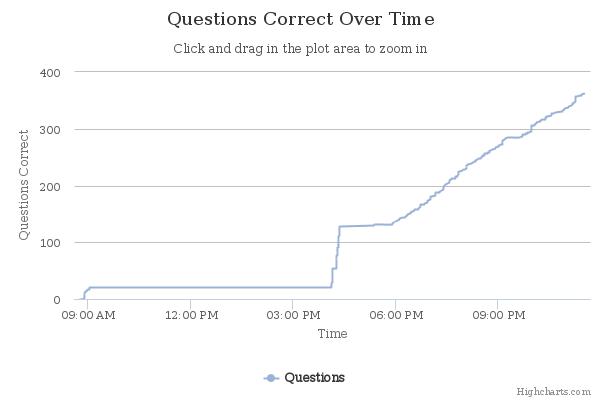 Questions Correct Over Time
Click and drag in the plot area to zoom in
Questions Correct
400
300
200
100
0
09:00 AM 12:00 PM 03:00 PM 06:00 PM 09:00 PM
Time
Questions
Highcharts.com